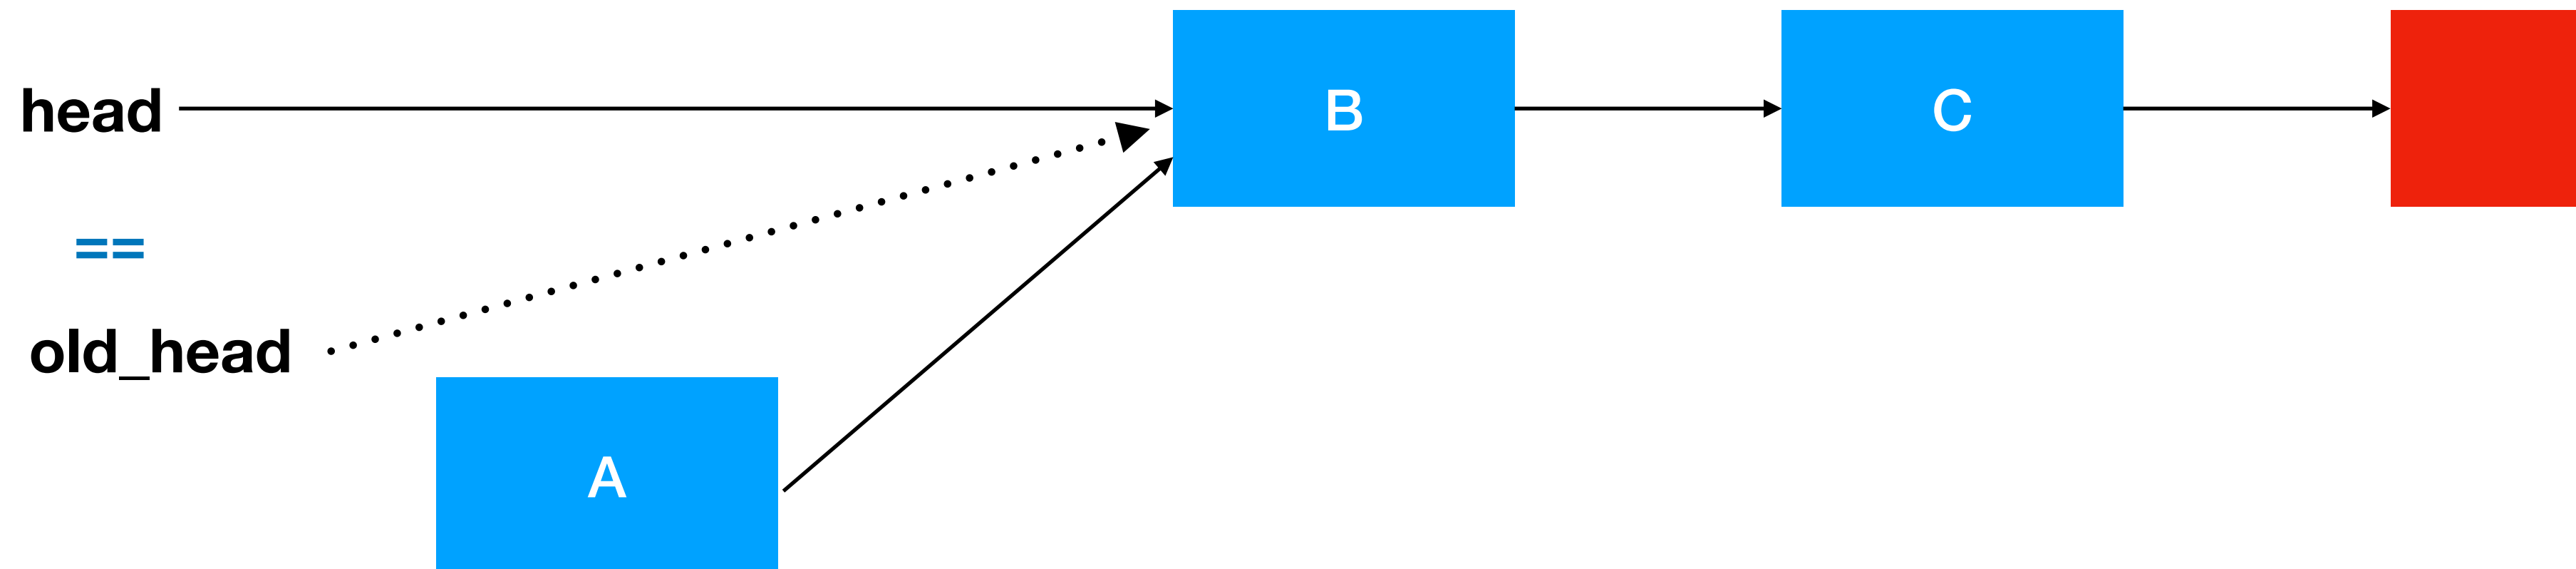 head
B
C
==
old_head
A